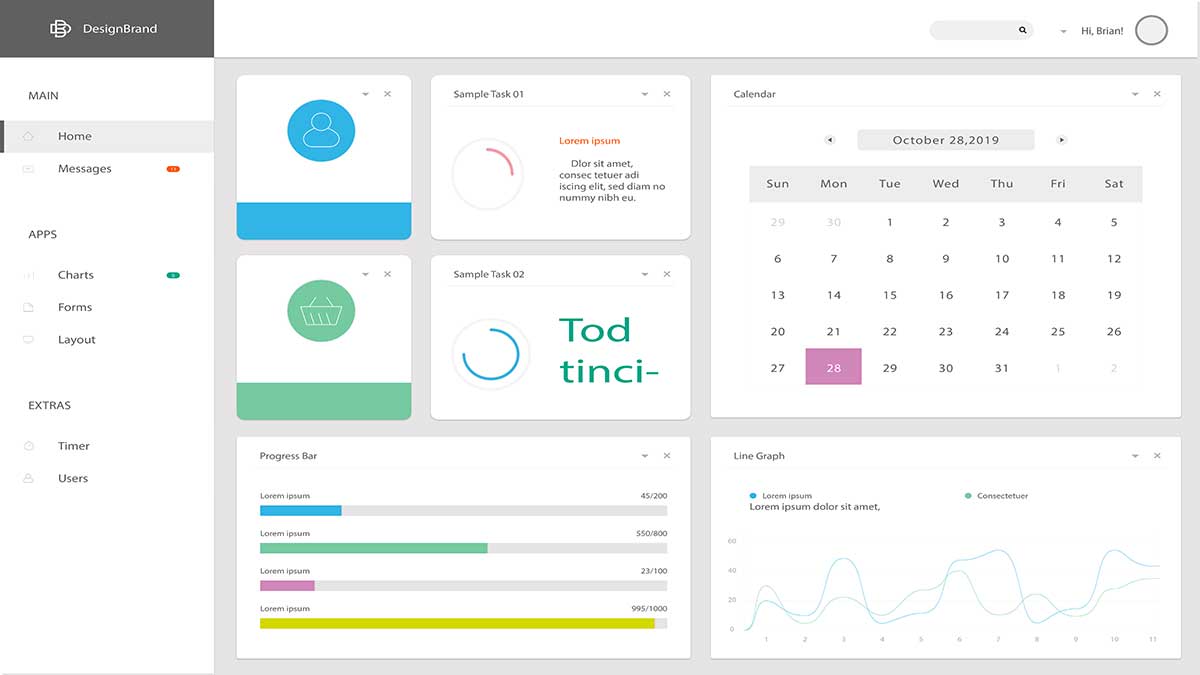 DesignBrand
Hi, Brian!
MAIN
Home
Messages
APPS
Charts
Forms
Layout
EXTRAS
Timer
Users
Sample Task 01
Lorem ipsum
Dlor sit amet,
consec tetuer adi
iscing elit, sed diam no
nummy nibh eu.
Sample Task 02
Tod
tinci-
Calendar
October 28,2019
Sun Mon Tue Wed Thu Fri Sat
29 30 1 2 3 4 5
6 7 8 9 10 11 12
13 14 15 16 17 18 19
20 21 22 23 24 25 26
27 28 29 30 31 1 2
Progress Bar
Lorem ipsum 45/200
Lorem ipsum 550/800
Lorem ipsum 23/100
Lorem ipsum 995/1000
Line Graph
Lorem ipsum Consectetuer
Lorem ipsum dolor sit amet,
60
40
20
0
1 2 3 4 5 6 7 8 9 10 11